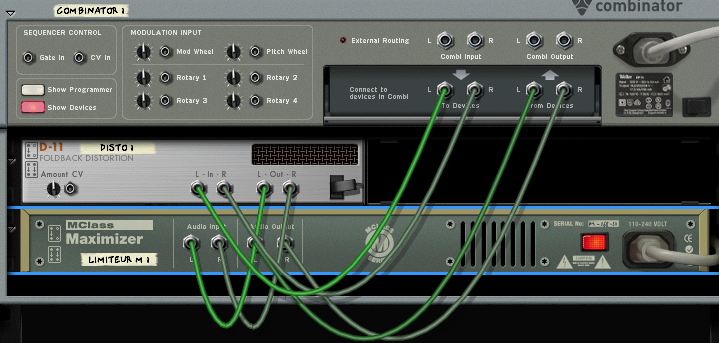 COMBINATOR 1
combinator
SEQUENCER CONTROL
Gate In
CV In
MODULATION INPUT
Mod Wheel
Pitch Wheel
Rotary 1
Rotary 2
Rotary 3
Rotary 4
Show Programmer
Show Devices
External Routing
L
R
Combi Input
L
R
Combi Output
Connect to
devices in Combi
L
R
To Devices
L
R
From Devices
D-11
FOLDBACK DISTORTION
DISTO 1
Amount CV
L - In - R
L - Out - R
MClass
Maximizer
LIMITEUR M 1
Audio Input
Audio Output
L
R
L
SERIAL No:
110-240 VOLT